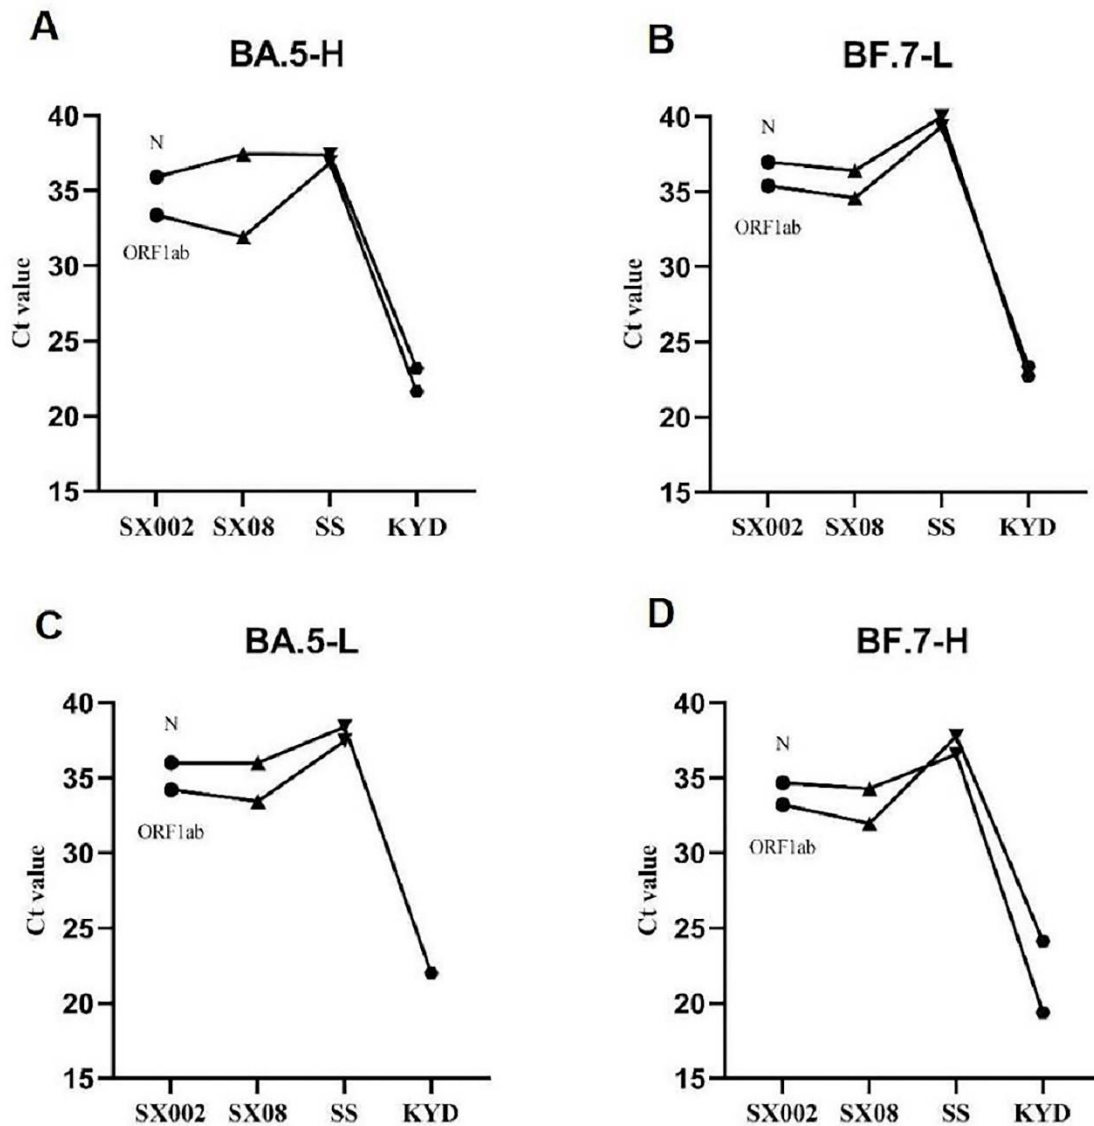 A
BA.5-H
Ct value
40
35
30
25
20
15
N
ORF1ab
SX002 SX08 SS KYD
B
BF.7-L
Ct value
40
35
30
25
20
15
N
ORF1ab
SX002 SX08 SS KYD
C
BA.5-L
Ct value
40
35
30
25
20
15
N
ORF1ab
SX002 SX08 SS KYD
D
BF.7-H
Ct value
40
35
30
25
20
15
N
ORF1ab
SX002 SX08 SS KYD